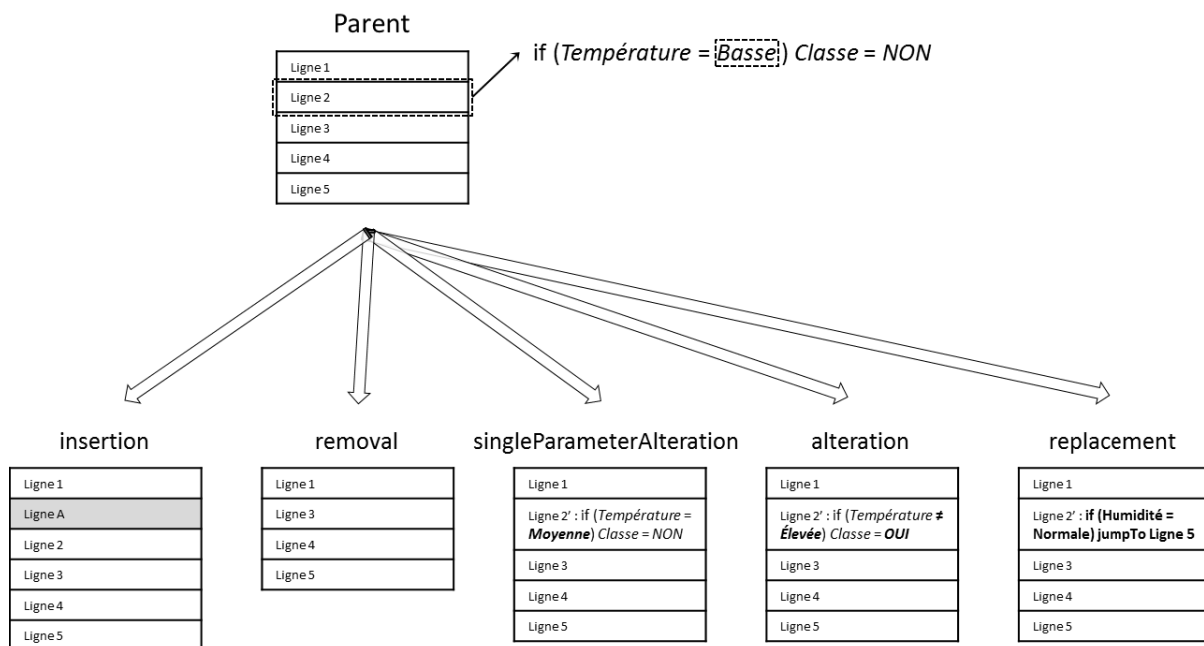 Parent
if (Température = Basse) Classe = NON
Ligne 1
Ligne 2
Ligne 3
Ligne 4
Ligne 5
insertion
Ligne 1
Ligne A
Ligne 2
Ligne 3
Ligne 4
Ligne 5
removal
Ligne 1
Ligne 3
Ligne 4
Ligne 5
singleParameterAlteration
Ligne 1
Ligne 2' : if (Température =
Moyenne) Classe = NON
Ligne 3
Ligne 4
Ligne 5
alteration
Ligne 1
Ligne 2' : if (Température ≠
Élevée) Classe = OUI
Ligne 3
Ligne 4
Ligne 5
replacement
Ligne 1
Ligne 2' : if (Humidité =
Normale) jumpTo Ligne 5
Ligne 3
Ligne 4
Ligne 5